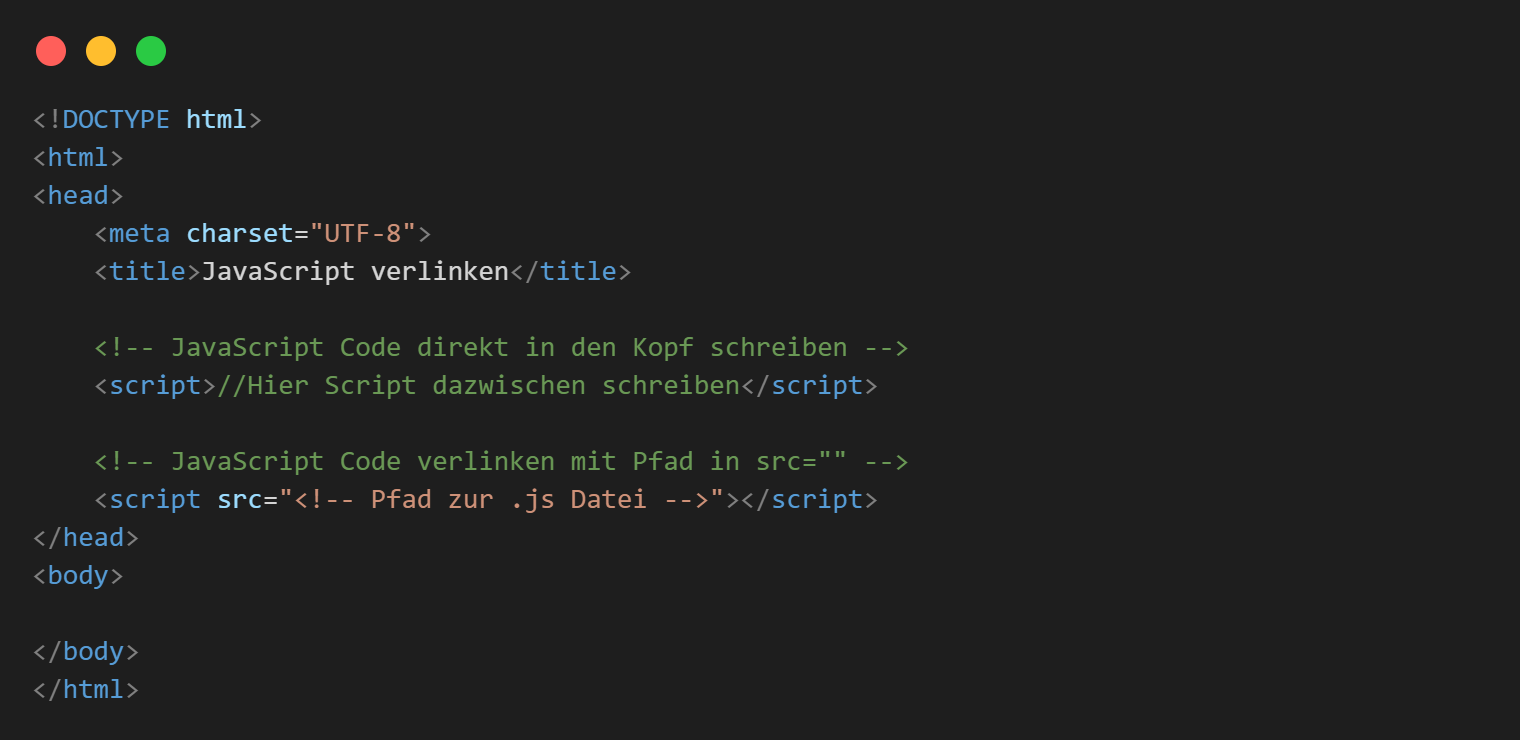 <!DOCTYPE html>
<html>
<head>
    <meta charset="UTF-8">
    <title>JavaScript verlinken</title>

    <!-- JavaScript Code direkt in den Kopf schreiben -->
    <script>//Hier Script dazwischen schreiben</script>

    <!-- JavaScript Code verlinken mit Pfad in src="" -->
    <script src="<!-- Pfad zur .js Datei -->"></script>
</head>
<body>

</body>
</html>